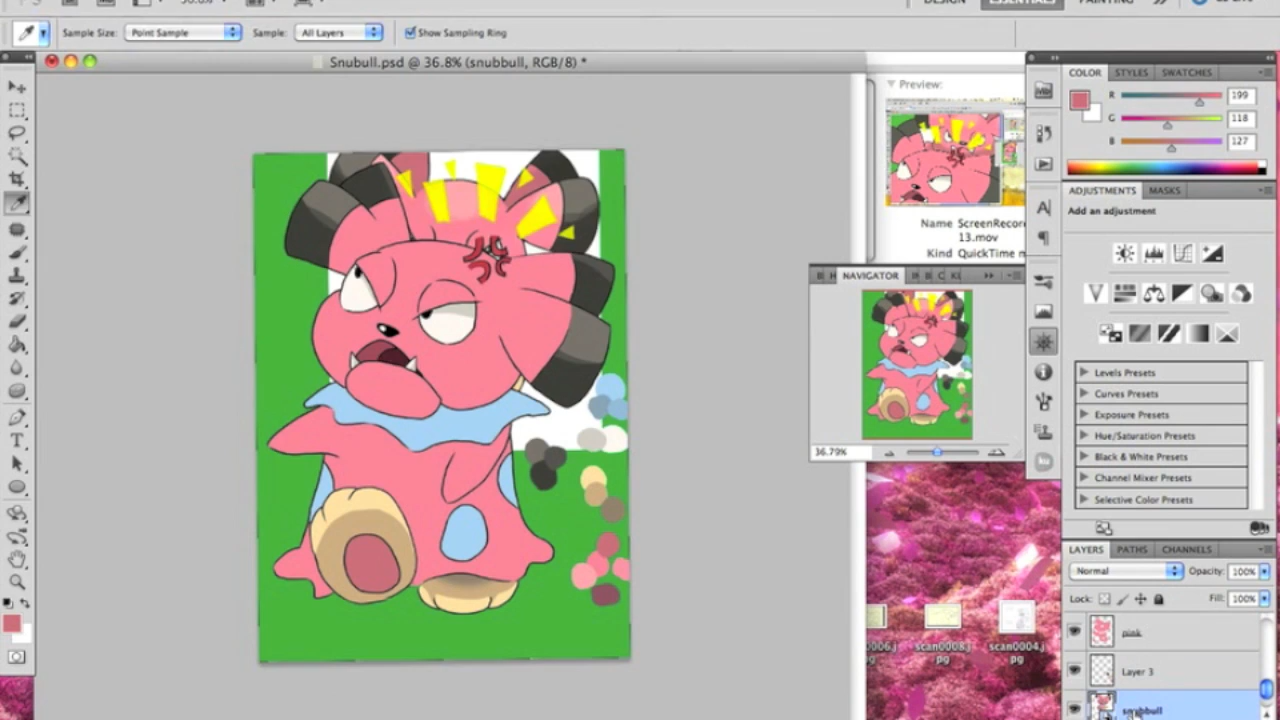 DESIGN ESSENTIALS PAINTING
Sample Size: Point Sample Sample: All Layers Show Sampling Ring
Snubull.psd @ 36.8% (snubbull, RGB/8) *
Preview:
Name ScreenRecor
13.mov
Kind QuickTime m
NAVIGATOR
36.79%
COLOR STYLES SWATCHES
R 199
G 118
B 127
ADJUSTMENTS MASKS
Add an adjustment
Levels Presets
Curves Presets
Exposure Presets
Hue/Saturation Presets
Black & White Presets
Channel Mixer Presets
Selective Color Presets
LAYERS PATHS CHANNELS
Normal Opacity: 100%
Lock: Fill: 100%
pink
Layer 3
snubbull
0006.j
pg
scan0008.j
pg
scan0004.j
pg